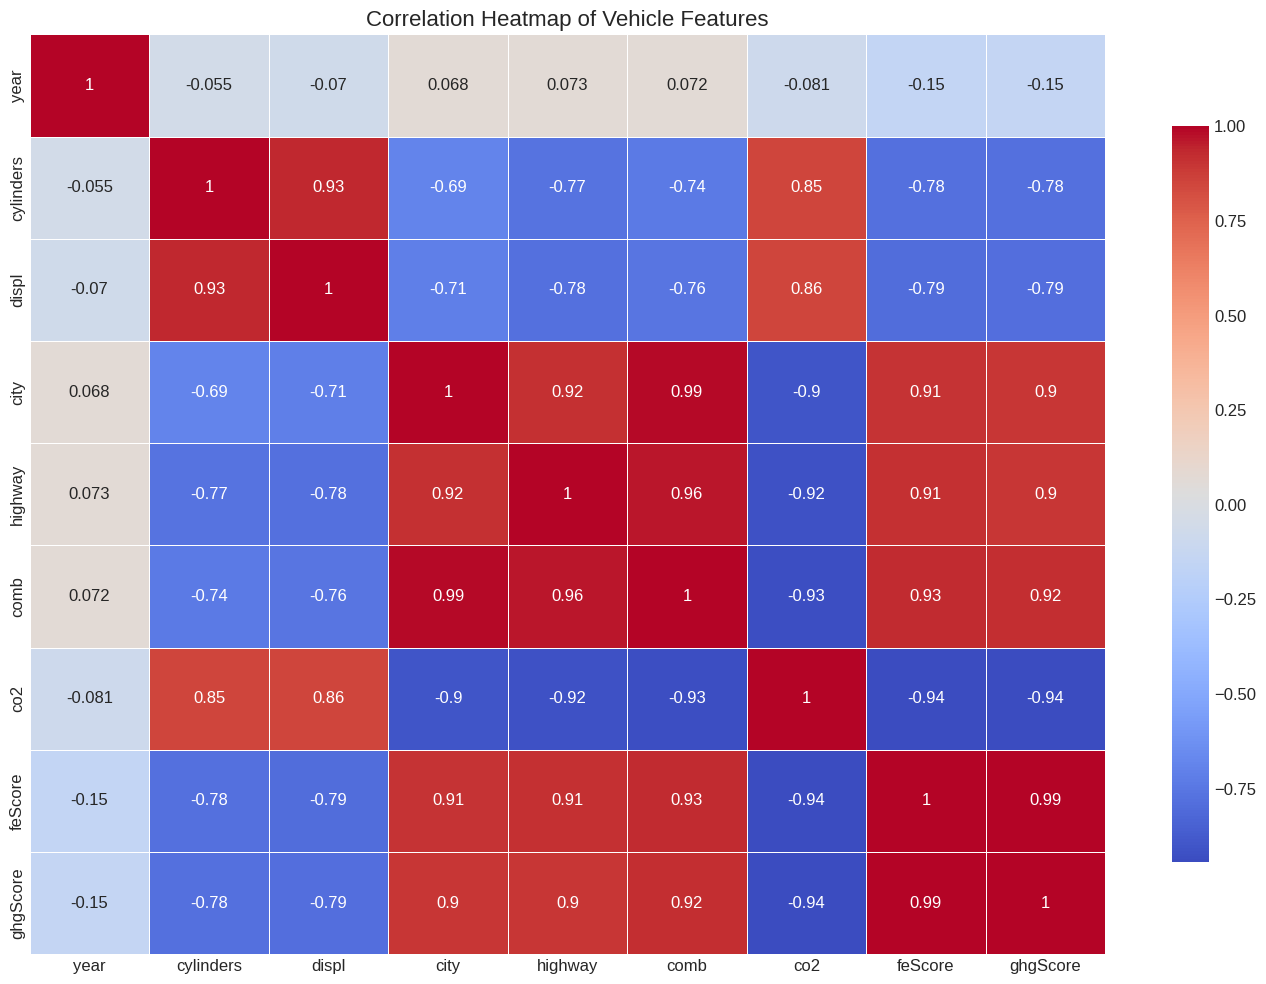 Correlation Heatmap of Vehicle Features
year 1 -0.055 -0.07 0.068 0.073 0.072 -0.081 -0.15 -0.15
cylinders -0.055 1 0.93 -0.69 -0.77 -0.74 0.85 -0.78 -0.78
displ -0.07 0.93 1 -0.71 -0.78 -0.76 0.86 -0.79 -0.79
city 0.068 -0.69 -0.71 1 0.92 0.99 -0.9 0.91 0.9
highway 0.073 -0.77 -0.78 0.92 1 0.96 -0.92 0.91 0.9
comb 0.072 -0.74 -0.76 0.99 0.96 1 -0.93 0.93 0.92
co2 -0.081 0.85 0.86 -0.9 -0.92 -0.93 1 -0.94 -0.94
feScore -0.15 -0.78 -0.79 0.91 0.91 0.93 -0.94 1 0.99
ghgScore -0.15 -0.78 -0.79 0.9 0.9 0.92 -0.94 0.99 1
year cylinders displ city highway comb co2 feScore ghgScore
1.00
0.75
0.50
0.25
0.00
−0.25
−0.50
−0.75